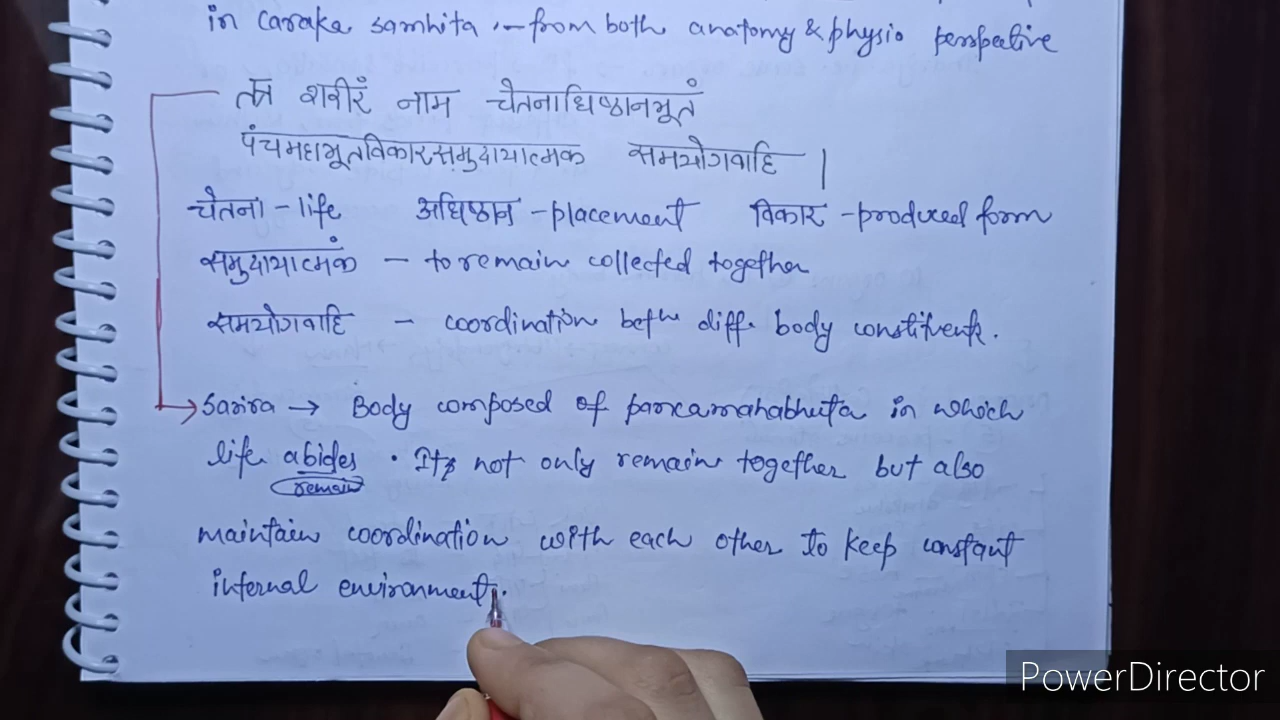 in caraka samhita :- from both anatomy & physio perspective
तत्र शरीरं नाम चेतनाधिष्ठानभूतं
पंचमहाभूतविकारसमुदायात्मक समयोगवाहि |
चेतना - life अधिष्ठान - placement विकार - produced form
समुदायात्मकं - to remain collected together
समयोगवाहि - coordination betn diff. body constituents.
Sarira → Body composed of pancamahabhuta in which
life abides. Its not only remain together but also
remain
maintain coordination with each other to keep constant
internal environment.
PowerDirector